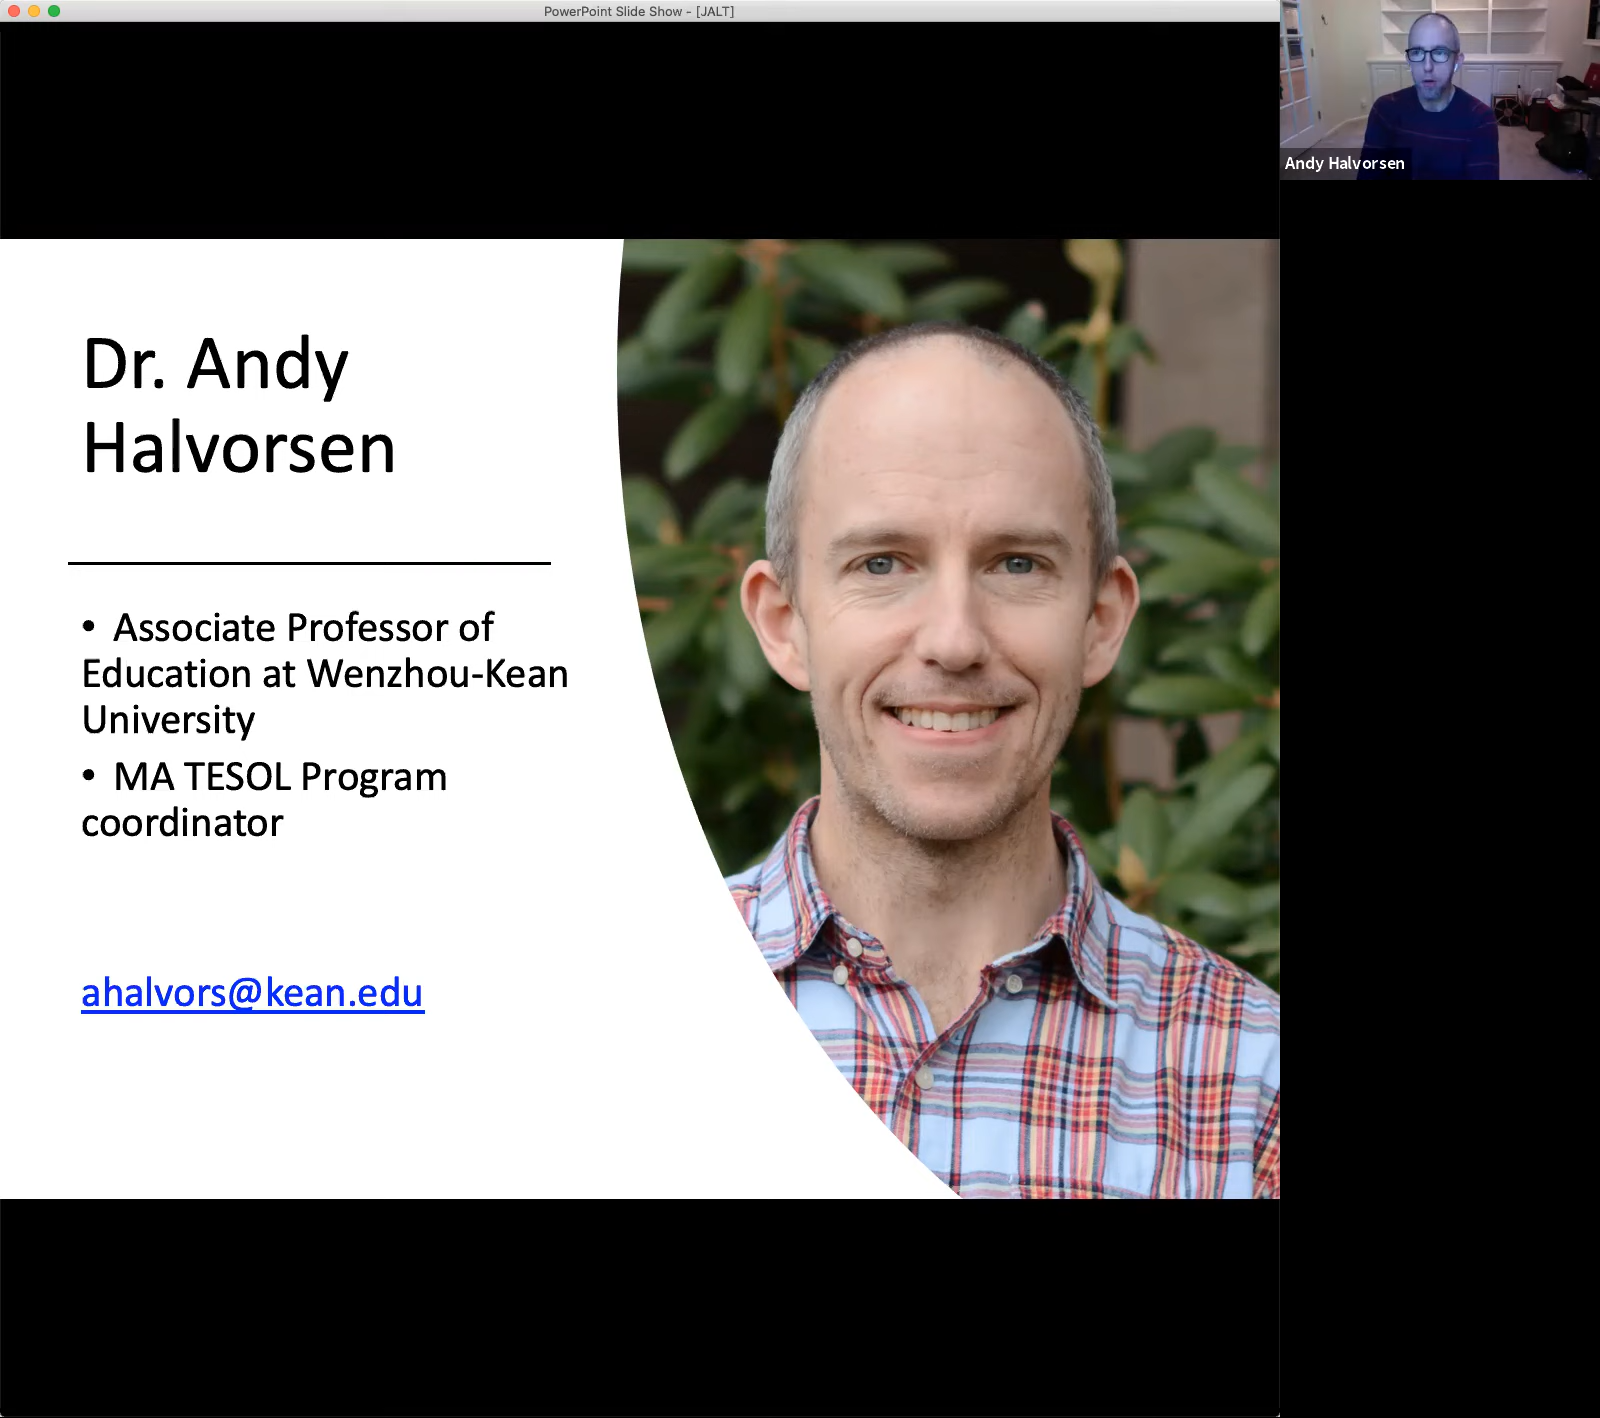 PowerPoint Slide Show - [JALT]
Andy Halvorsen
Dr. Andy
Halvorsen
• Associate Professor of
Education at Wenzhou-Kean
University
• MA TESOL Program
coordinator
ahalvors@kean.edu